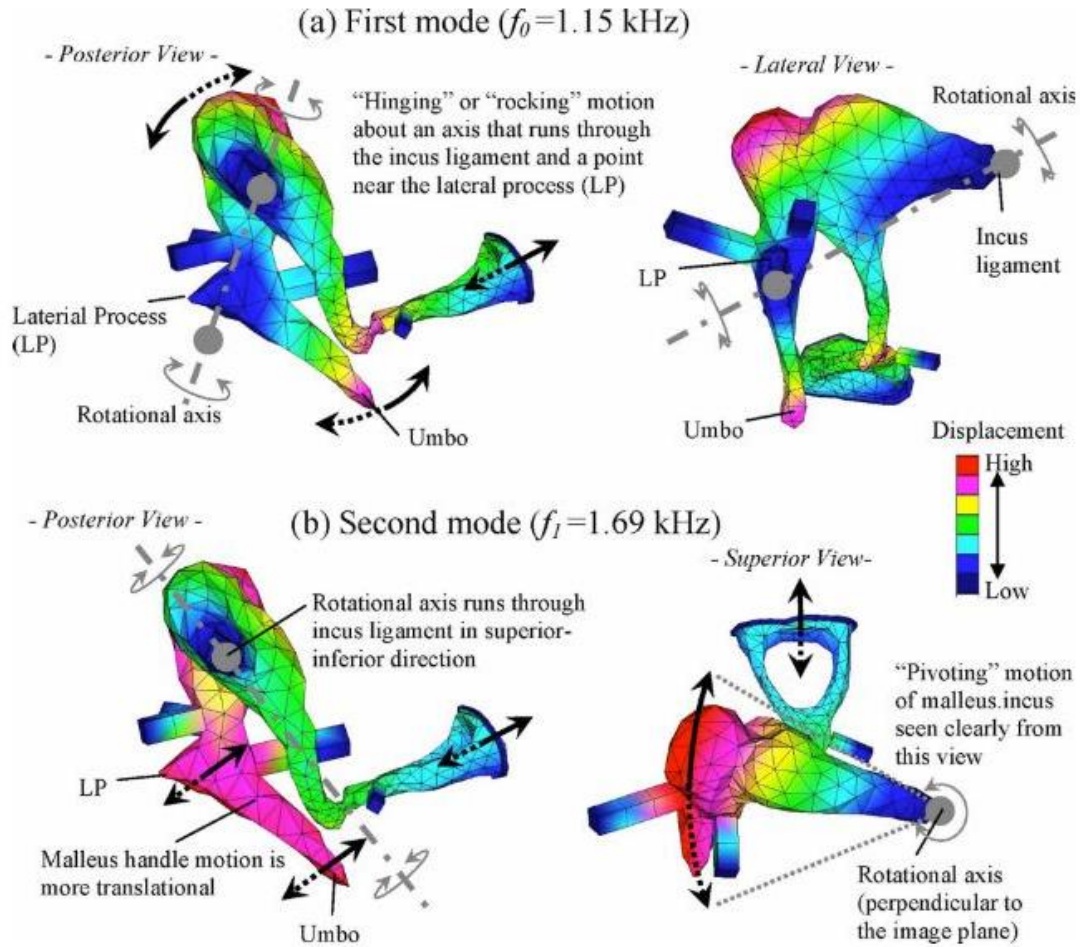 (a) First mode (f0=1.15 kHz)
- Posterior View -
- Lateral View -
“Hinging” or “rocking” motion
about an axis that runs through
the incus ligament and a point
near the lateral process (LP)
Rotational axis
LP
Incus
ligament
Laterial Process
(LP)
Rotational axis
Umbo
Umbo
Displacement
High
Low
(b) Second mode (f1=1.69 kHz)
- Posterior View -
- Superior View-
Rotational axis runs through
incus ligament in superior-
inferior direction
“Pivoting” motion
of malleus.incus
seen clearly from
this view
LP
Malleus handle motion is
more translational
Umbo
Rotational axis
(perpendicular to
the image plane)